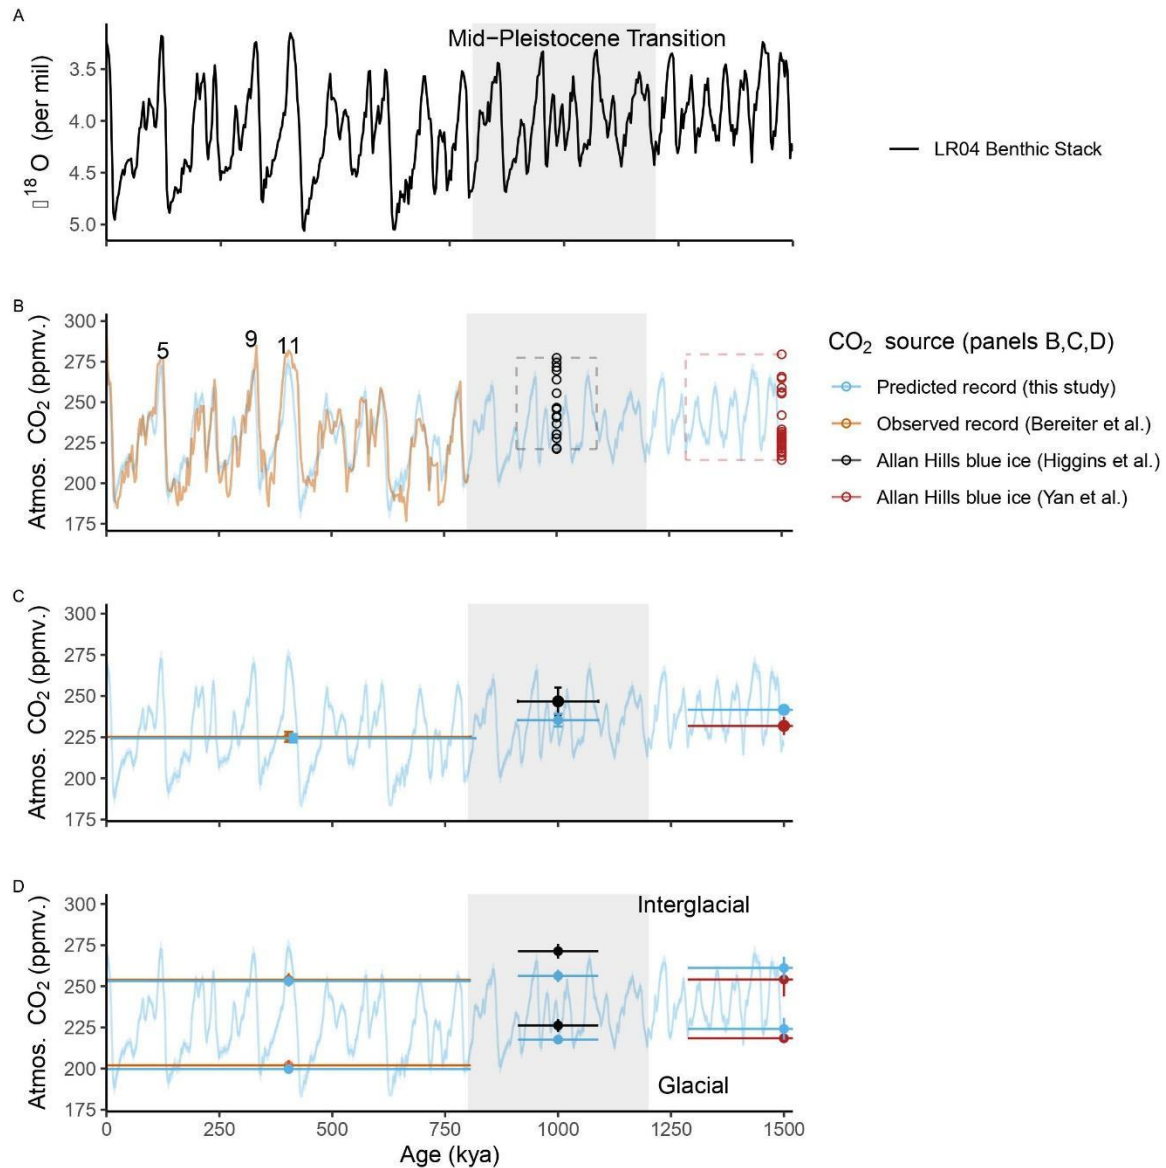 A
Mid−Pleistocene Transition
3.5
4.0
4.5
5.0
18 O (per mil)
LR04 Benthic Stack
B
300
275
250
225
200
175
Atmos. CO2 (ppmv.)
5
9
11
CO2 source (panels B,C,D)
Predicted record (this study)
Observed record (Bereiter et al.)
Allan Hills blue ice (Higgins et al.)
Allan Hills blue ice (Yan et al.)
C
300
275
250
225
200
175
Atmos. CO2 (ppmv.)
D
300
275
250
225
200
175
Atmos. CO2 (ppmv.)
Interglacial
Glacial
0
250
500
750
1000
1250
1500
Age (kya)